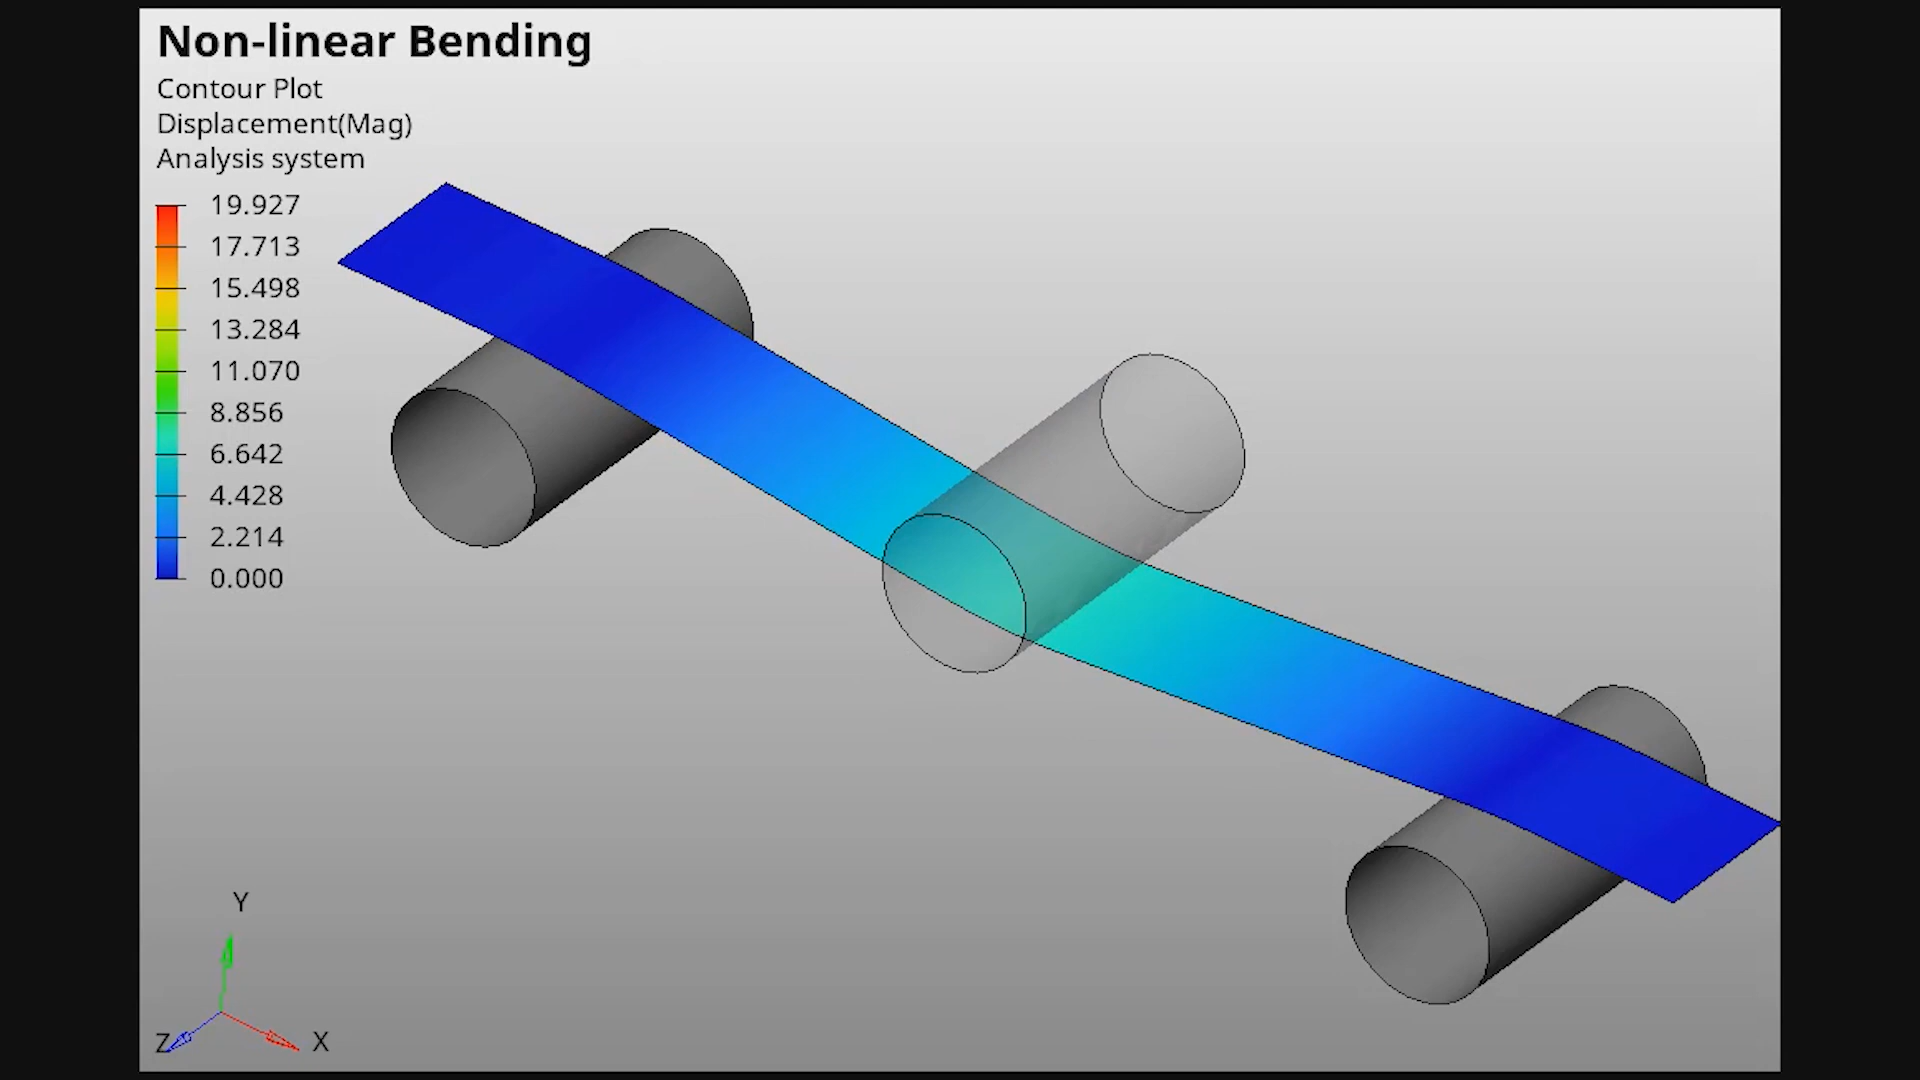 Non-linear Bending
Contour Plot
Displacement(Mag)
Analysis system
19.927
17.713
15.498
13.284
11.070
8.856
6.642
4.428
2.214
0.000
Y
Z
X